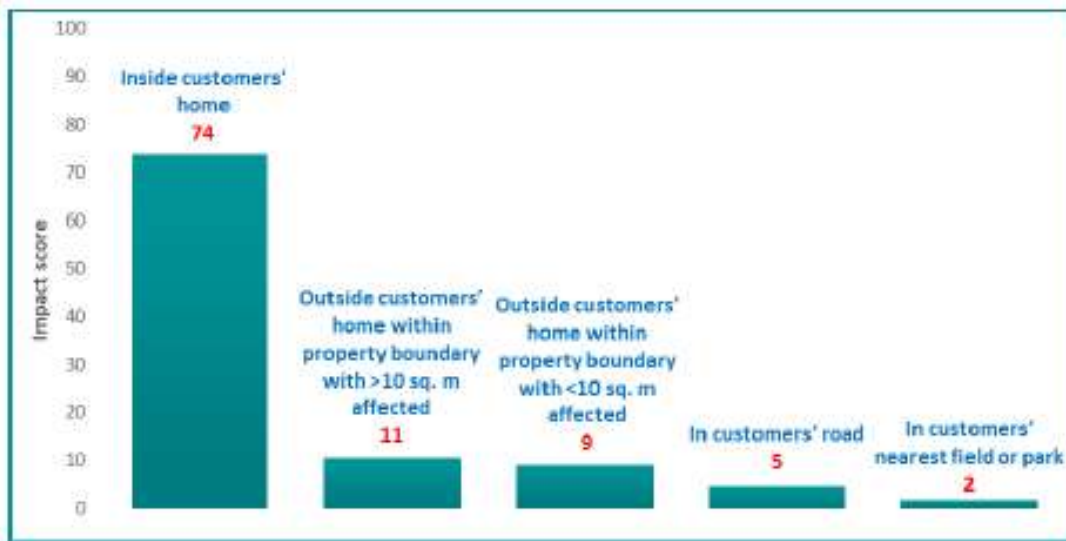 100
90
80
70
60
50
40
30
20
10
0
Impact score
Inside customers'
home
74
Outside customers'
home within
property boundary
with >10 sq. m
affected
11
Outside customers'
home within
property boundary
with <10 sq. m
affected
9
In customers' road
5
In customers'
nearest field or park
2